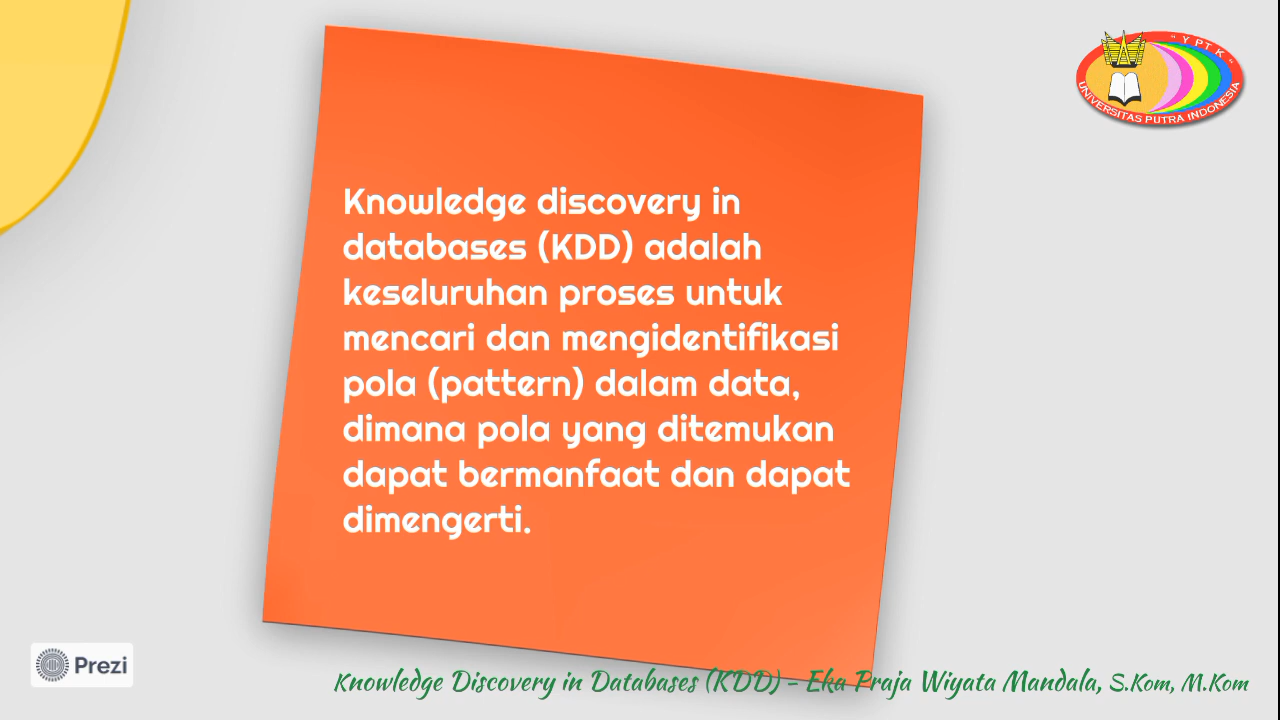 " Y P T K "
UNIVERSITAS PUTRA INDONESIA
Knowledge discovery in
databases (KDD) adalah
keseluruhan proses untuk
mencari dan mengidentifikasi
pola (pattern) dalam data,
dimana pola yang ditemukan
dapat bermanfaat dan dapat
dimengerti.
Prezi
Knowledge Discovery in Databases (KDD) - Eka Praja Wiyata Mandala, S.Kom, M.Kom